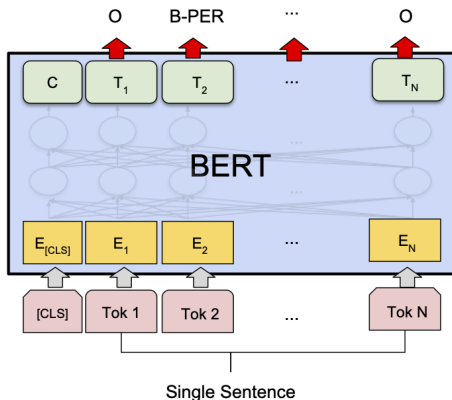 O B-PER ... O
C T1 T2 ... TN
...
BERT
...
E[CLS] E1 E2 ... EN
[CLS] Tok 1 Tok 2 ... Tok N
Single Sentence